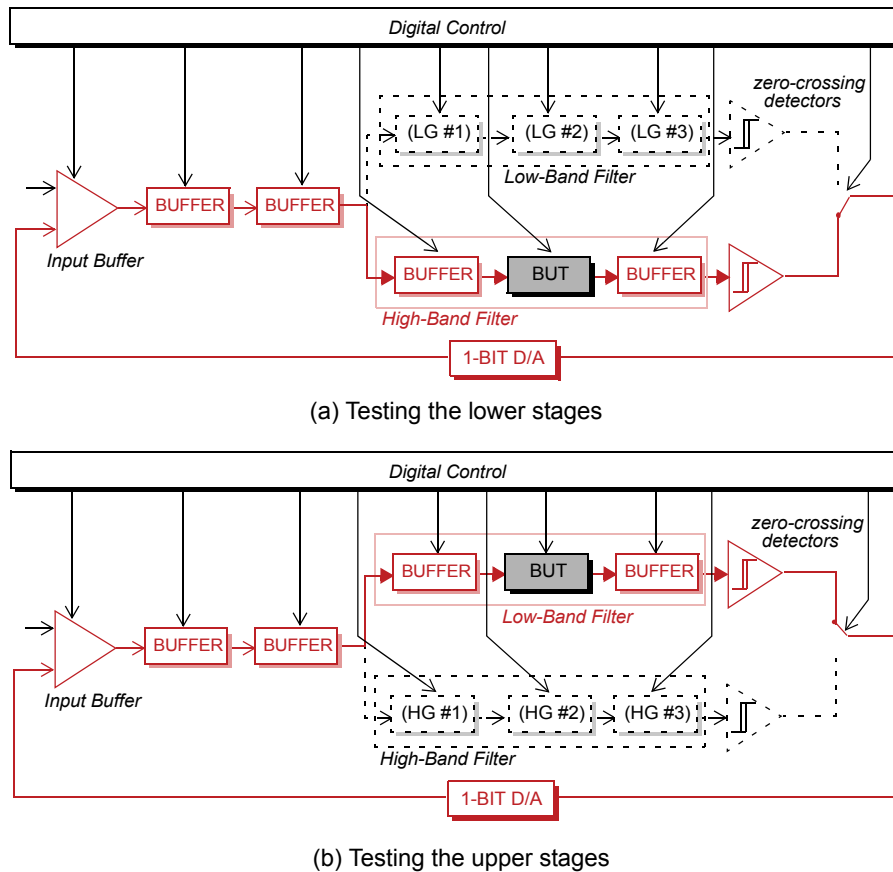 Digital Control
zero-crossing
detectors
(LG #1)
(LG #2)
(LG #3)
Low-Band Filter
BUFFER
BUFFER
Input Buffer
BUFFER
BUT
BUFFER
High-Band Filter
1-BIT D/A
(a) Testing the lower stages
Digital Control
zero-crossing
detectors
BUFFER
BUT
BUFFER
Low-Band Filter
BUFFER
BUFFER
Input Buffer
(HG #1)
(HG #2)
(HG #3)
High-Band Filter
1-BIT D/A
(b) Testing the upper stages